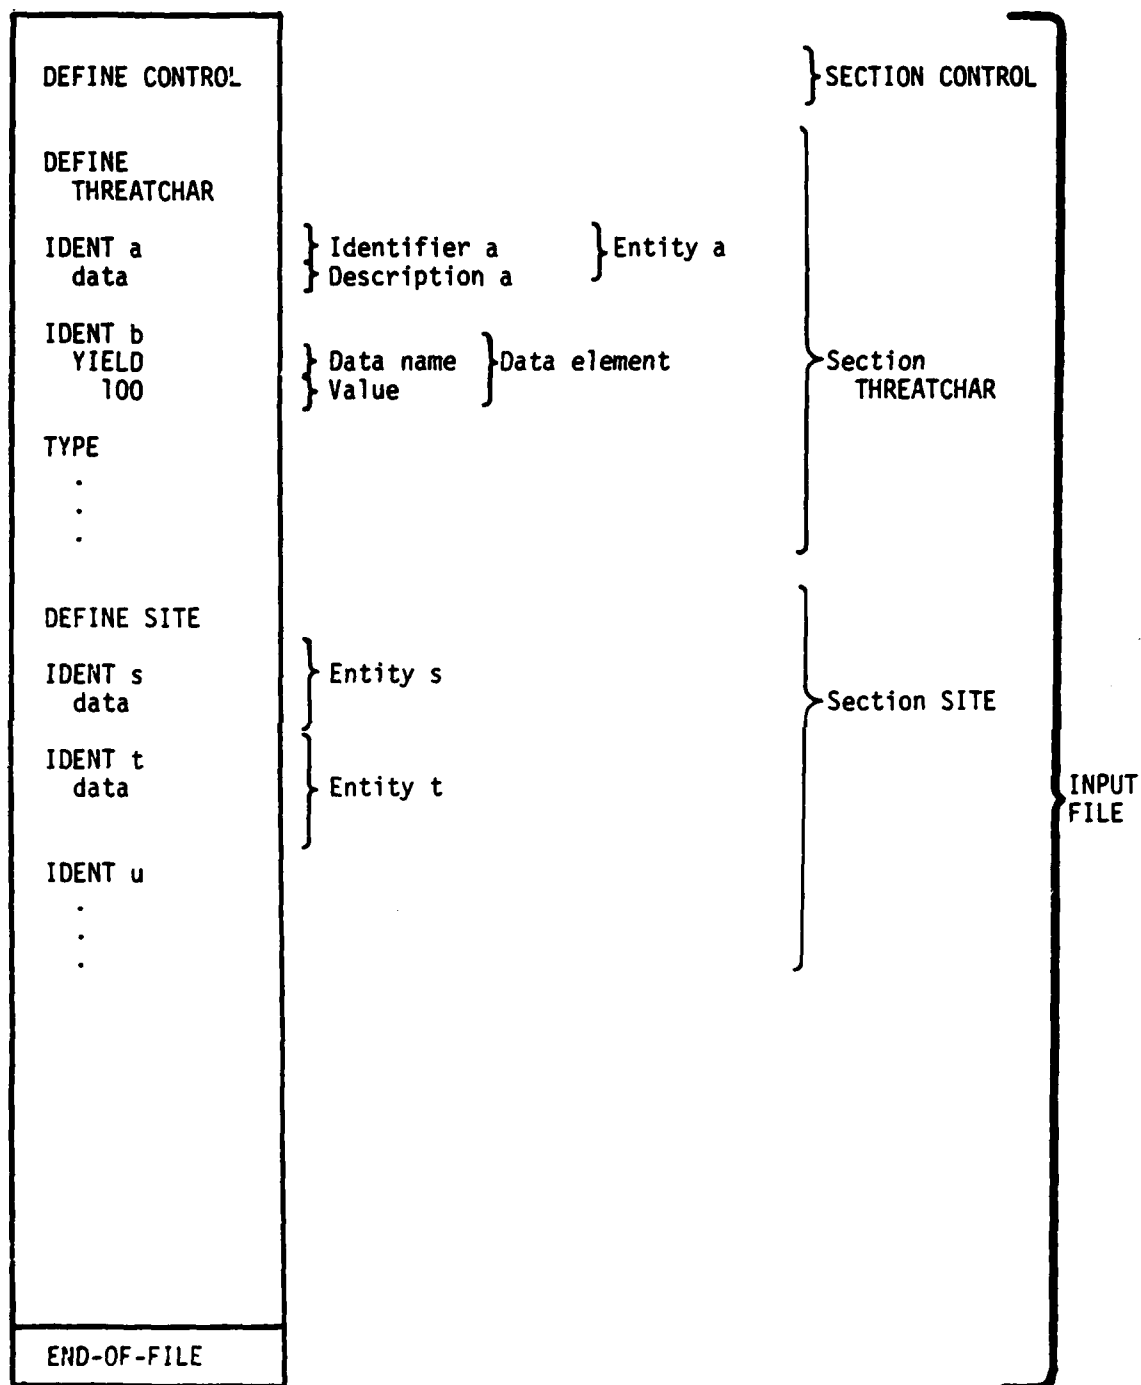 DEFINE CONTROL } SECTION CONTROL
DEFINE
THREATCHAR
IDENT a } Identifier a } Entity a
data } Description a
IDENT b
YIELD } Data name } Data element } Section
100 } Value THREATCHAR
TYPE
.
.
.
DEFINE SITE
IDENT s } Entity s
data } Section SITE
IDENT t
data } Entity t } INPUT
FILE
IDENT u
.
.
.
END-OF-FILE